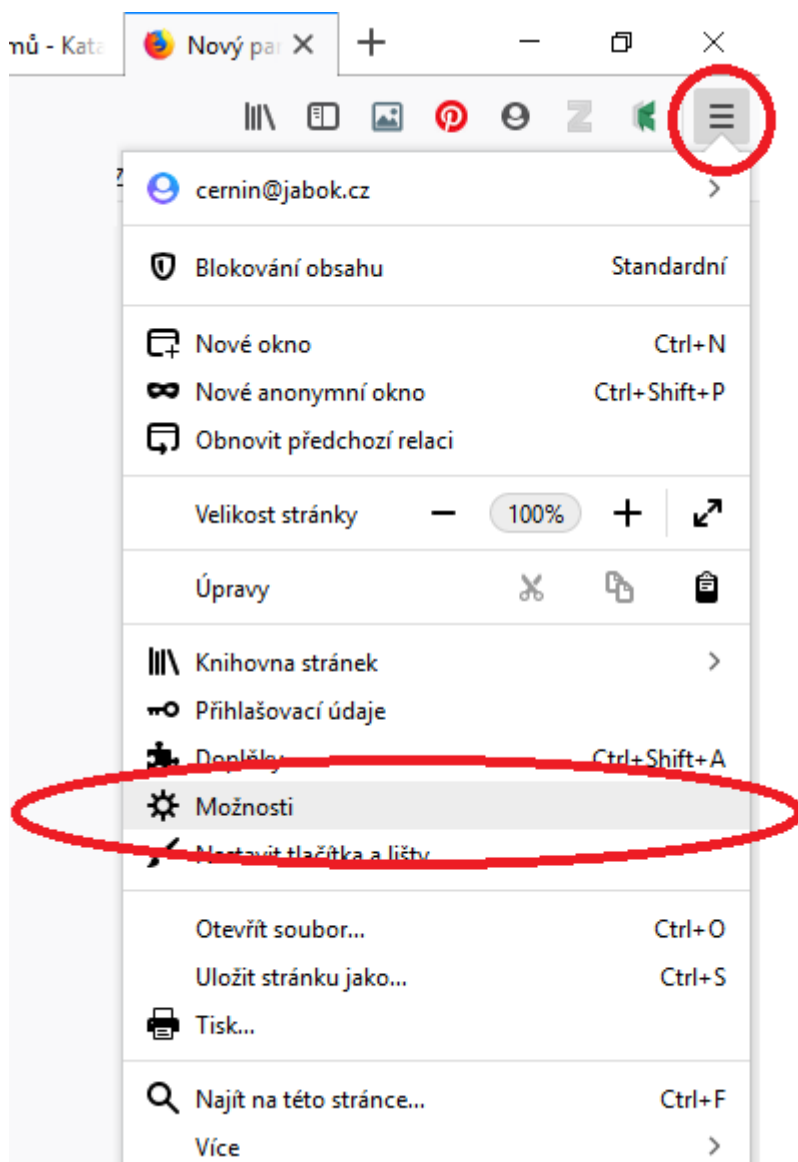 mů - Kata
Nový pan
cernin@jabok.cz
Blokování obsahu Standardní
Nové okno Ctrl+N
Nové anonymní okno Ctrl+Shift+P
Obnovit předchozí relaci
Velikost stránky 100%
Úpravy
Knihovna stránek
Přihlašovací údaje
Doplňky Ctrl+Shift+A
Možnosti
Nastavit tlačítka a lišty
Otevřít soubor... Ctrl+O
Uložit stránku jako... Ctrl+S
Tisk...
Najít na této stránce... Ctrl+F
Více